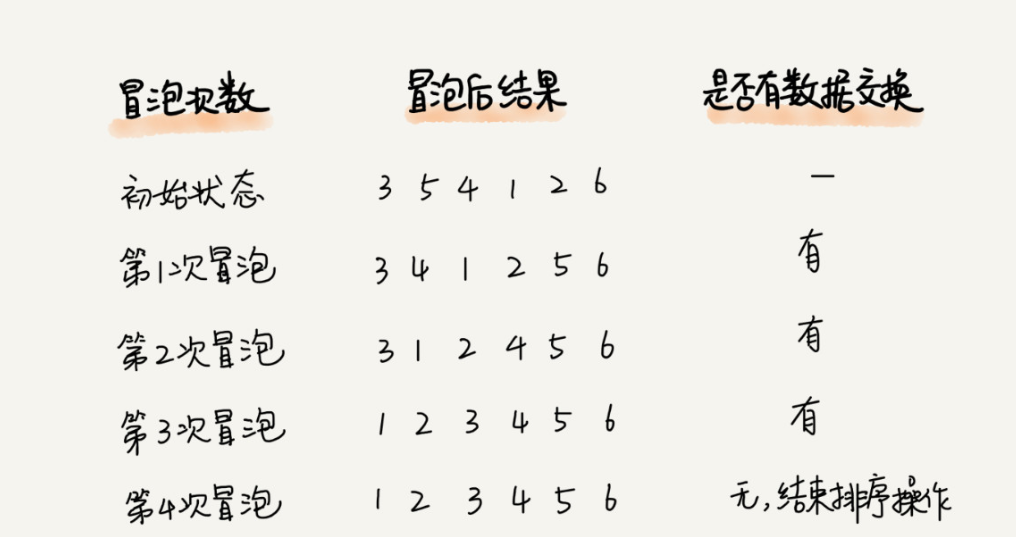 冒泡次数 冒泡后结果 是否有数据交换
初始状态 3 5 4 1 2 6 —
第1次冒泡 3 4 1 2 5 6 有
第2次冒泡 3 1 2 4 5 6 有
第3次冒泡 1 2 3 4 5 6 有
第4次冒泡 1 2 3 4 5 6 无,结束排序操作